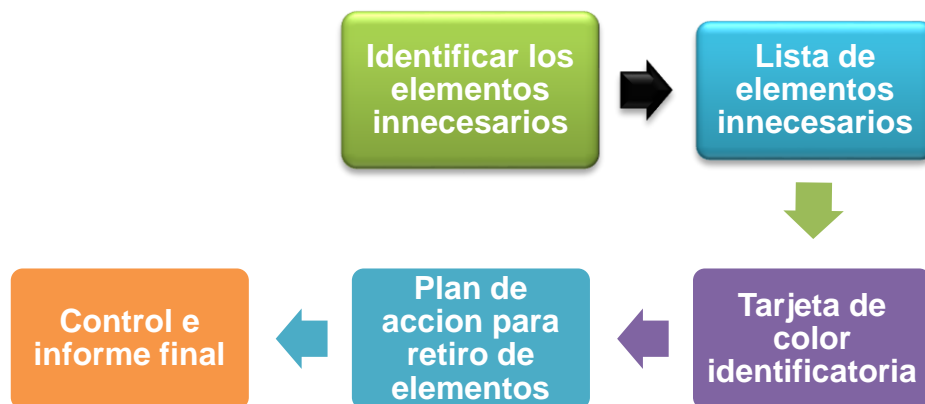 Identificar los
elementos
innecesarios
Lista de
elementos
innecesarios
Tarjeta de
color
identificatoria
Plan de
accion para
retiro de
elementos
Control e
informe final